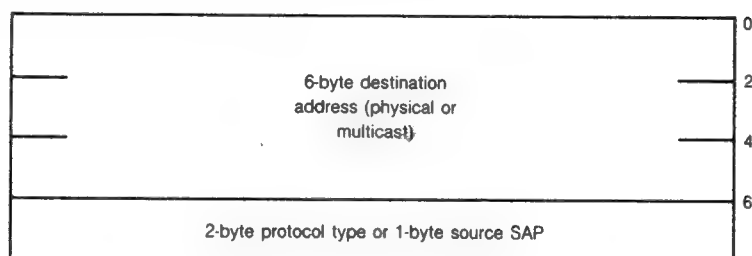 0
6-byte destination
2
address (physical or
multicast)
4
6
2-byte protocol type or 1-byte source SAP